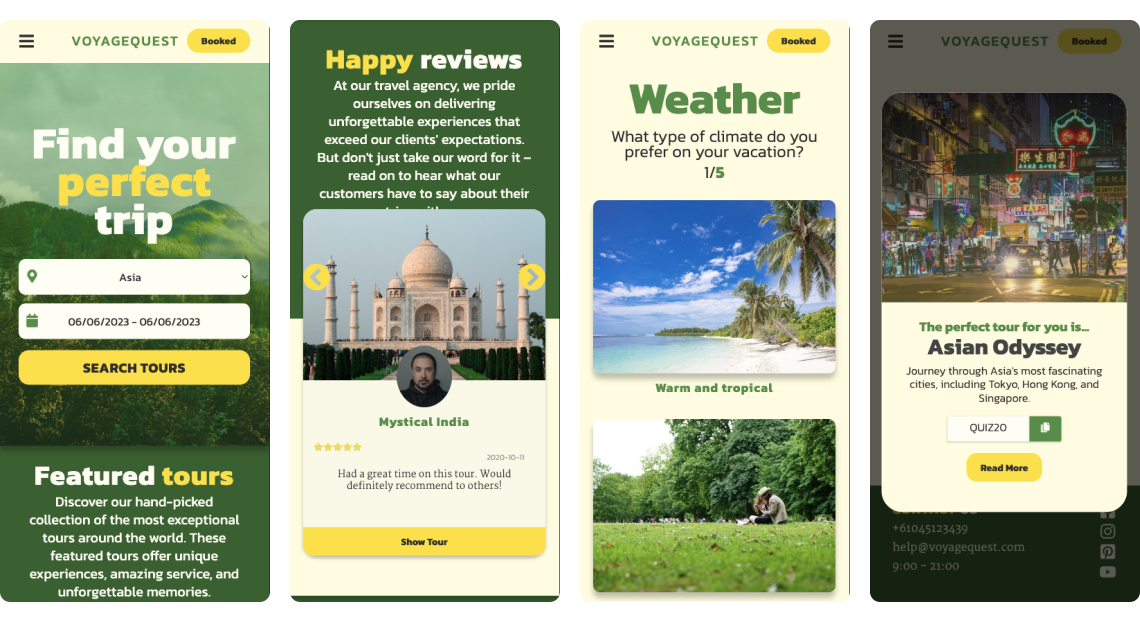 VOYAGEQUEST
Booked
Find your
perfect
trip
Asia
06/06/2023 - 06/06/2023
SEARCH TOURS
Featured tours
Discover our hand-picked
collection of the most exceptional
tours around the world. These
featured tours offer unique
experiences, amazing service, and
unforgettable memories.
Happy reviews
At our travel agency, we pride
ourselves on delivering
unforgettable experiences that
exceed our clients' expectations.
But don't just take our word for it –
read on to hear what our
customers have to say about their
Mystical India
2020-10-11
Had a great time on this tour. Would
definitely recommend to others!
Show Tour
VOYAGEQUEST
Booked
Weather
What type of climate do you
prefer on your vacation?
1/5
Warm and tropical
VOYAGEQUEST
Booked
樂生園
The perfect tour for you is...
Asian Odyssey
Journey through Asia's most fascinating
cities, including Tokyo, Hong Kong, and
Singapore.
QUIZ20
Read More
+61045123439
help@voyagequest.com
9:00 - 21:00